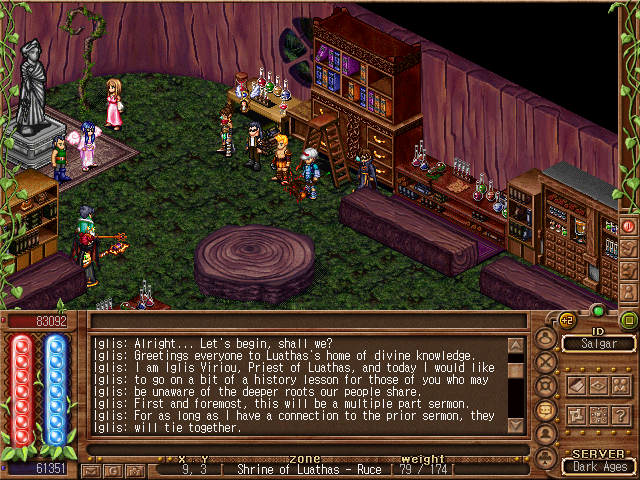 83092
Iglis: Alright... Let's begin, shall we?
Iglis: Greetings everyone to Luathas's home of divine knowledge.
Iglis: I am Iglis Viriou, Priest of Luathas, and today I would like
Iglis: to go on a bit of a history lesson for those of you who may
Iglis: be unaware of the deeper roots our people share.
Iglis: First and foremost, this will be a multiple part sermon.
Iglis: For as long as I have a connection to the prior sermon, they
Iglis: will tie together.
+2
ID
Salgar
?
61351
x y zone weight
9, 3 [ Shrine of Luathas - Ruce [ 79 / 174 [
SERVER
Dark Ages